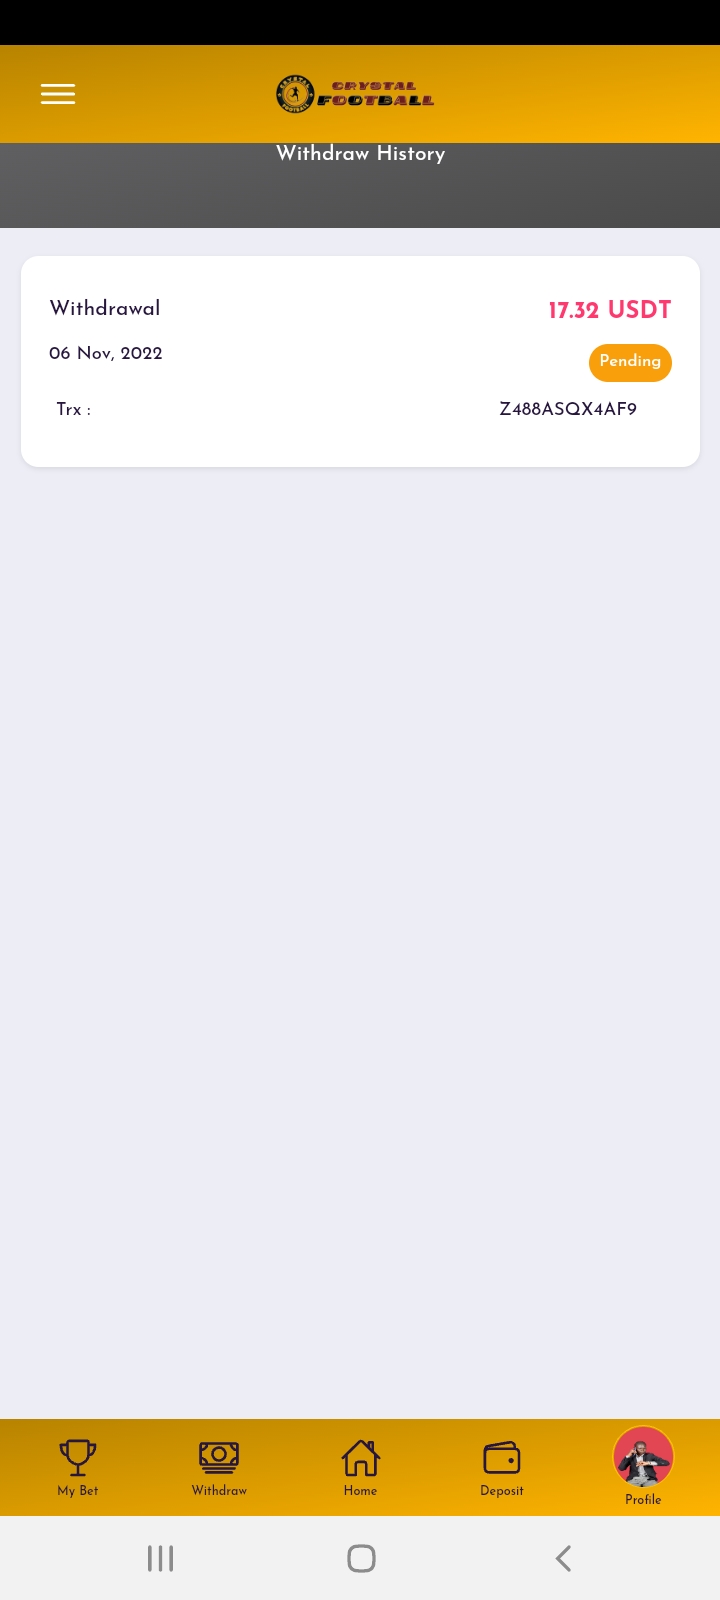 CRYSTAL
FOOTBALL
Withdraw History
Withdrawal 17.32 USDT
06 Nov, 2022 Pending
Trx : Z488ASQX4AF9
My Bet Withdraw Home Deposit Profile